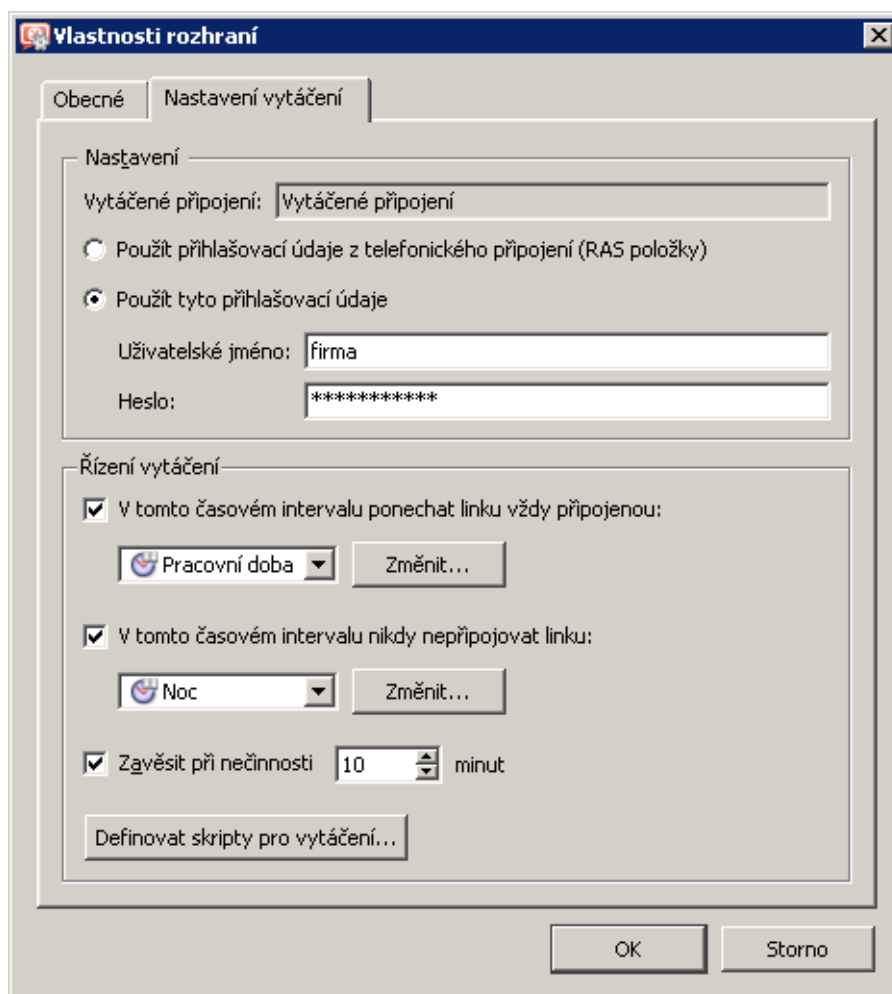 Vlastnosti rozhraní
Obecné
Nastavení vytáčení
Nastavení
Vytáčené připojení: Vytáčené připojení
Použít přihlašovací údaje z telefonického připojení (RAS položky)
Použít tyto přihlašovací údaje
Uživatelské jméno: firma
Heslo: ***********
Řízení vytáčení
V tomto časovém intervalu ponechat linku vždy připojenou:
Pracovní doba Změnit...
V tomto časovém intervalu nikdy nepřipojovat linku:
Noc Změnit...
Zavěsit při nečinnosti 10 minut
Definovat skripty pro vytáčení...
OK Storno